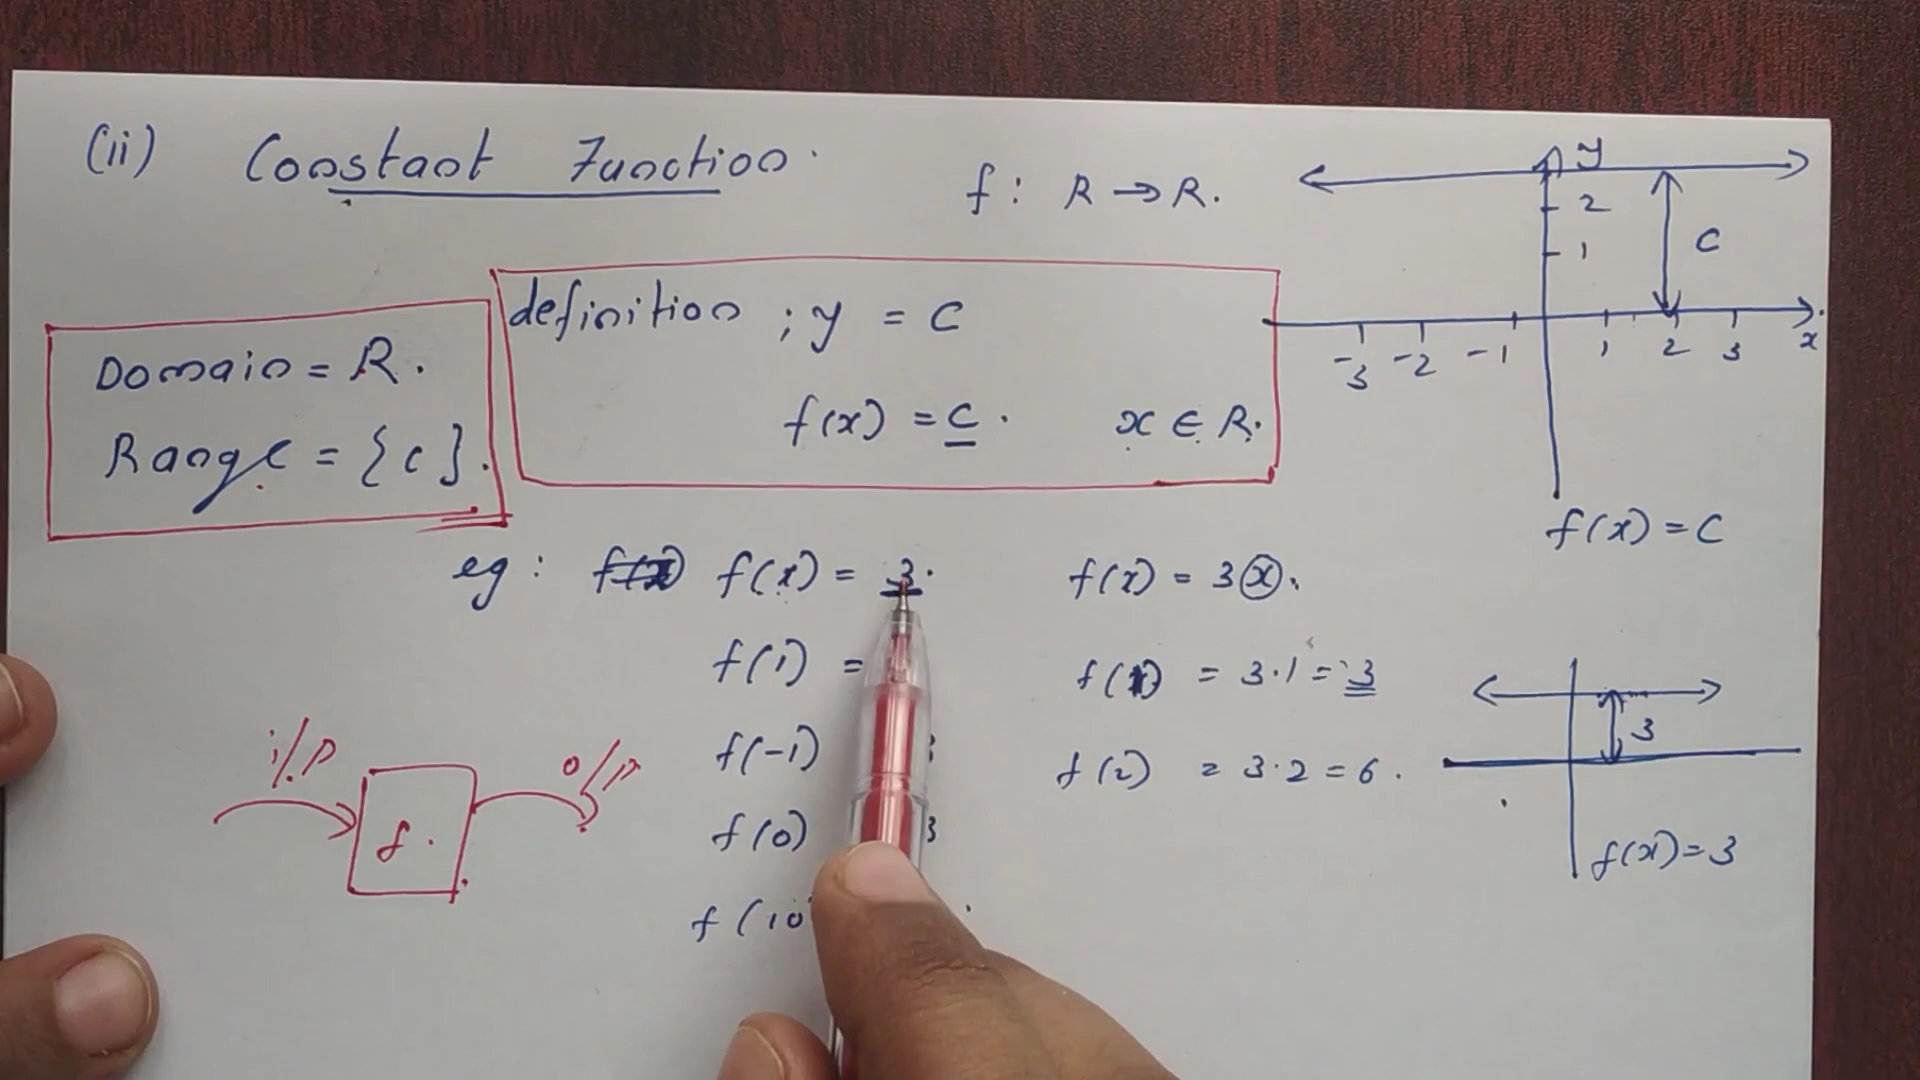 (ii) Constant Function.
f : R → R.
definition ; y = C
f(x) = C . x ∈ R.
Domain = R.
Range = {c}.
y
2
1
C
-3 -2 -1 1 2 3 x
f(x) = C
eg : f(x) f(x) = 3. f(x) = 3x.
f(1) = f(1) = 3·1 = 3
f(-1) 3 f(2) = 3·2 = 6 .
f(0) 3
f(10
i/p f. o/p
3
f(x) = 3